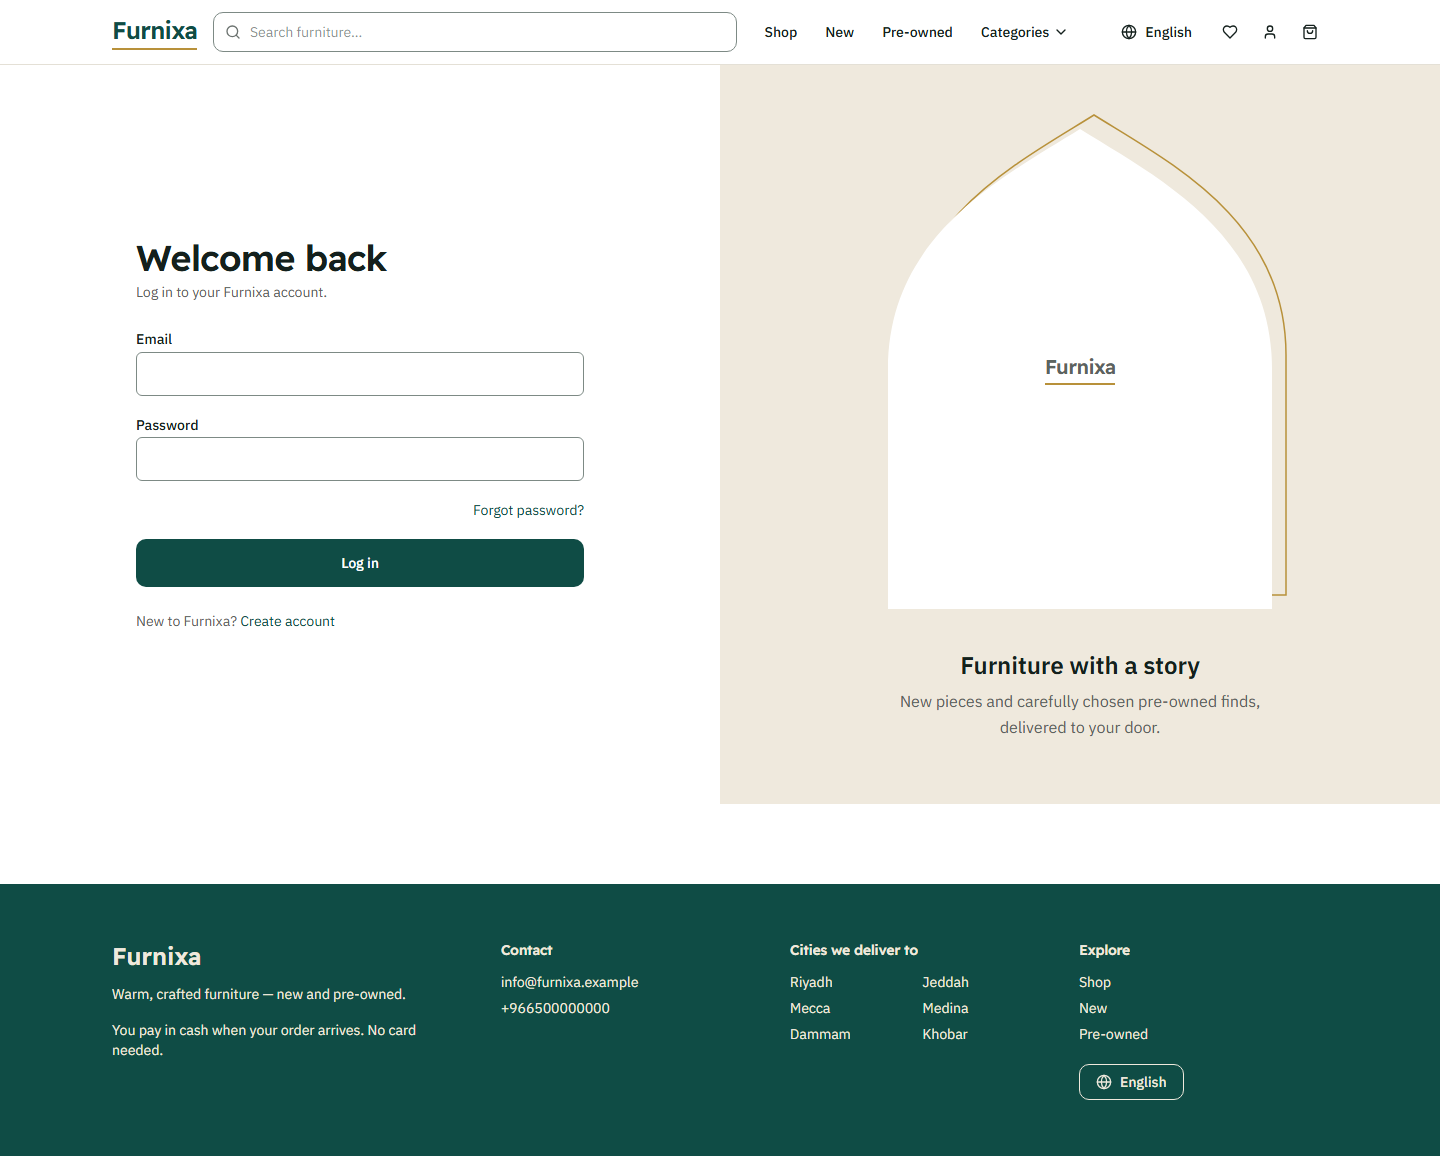 Furnixa
Search furniture...
Shop
New
Pre-owned
Categories
English
Welcome back
Log in to your Furnixa account.
Email
Password
Forgot password?
Log in
New to Furnixa? Create account
Furnixa
Furniture with a story
New pieces and carefully chosen pre-owned finds,
delivered to your door.
Furnixa
Warm, crafted furniture — new and pre-owned.
You pay in cash when your order arrives. No card
needed.
Contact
info@furnixa.example
+966500000000
Cities we deliver to
Riyadh
Jeddah
Mecca
Medina
Dammam
Khobar
Explore
Shop
New
Pre-owned
English